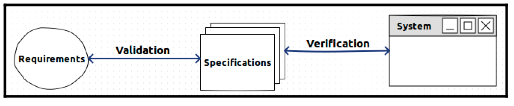 Requirements
Validation
Specifications
Verification
System